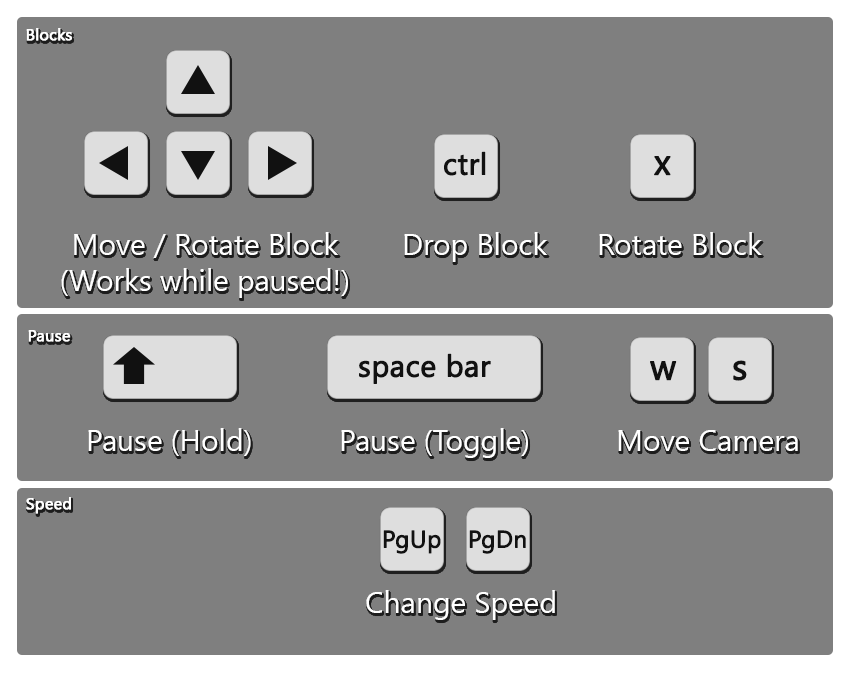 Blocks
ctrl
x
Move / Rotate Block
(Works while paused!)
Drop Block
Rotate Block
Pause
space bar
w
s
Pause (Hold)
Pause (Toggle)
Move Camera
Speed
PgUp
PgDn
Change Speed